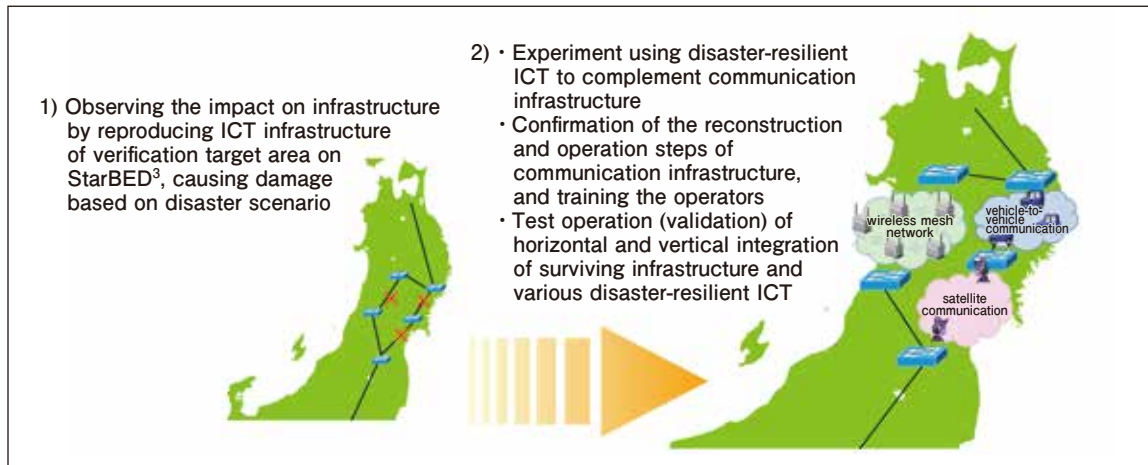 1) Observing the impact on infrastructure
by reproducing ICT infrastructure
of verification target area on
StarBED³, causing damage
based on disaster scenario
2) ・Experiment using disaster-resilient
ICT to complement communication
infrastructure
・Confirmation of the reconstruction
and operation steps of
communication infrastructure,
and training the operators
・Test operation (validation) of
horizontal and vertical integration
of surviving infrastructure and
various disaster-resilient ICT
wireless mesh
network
vehicle-to-
vehicle
communication
satellite
communication